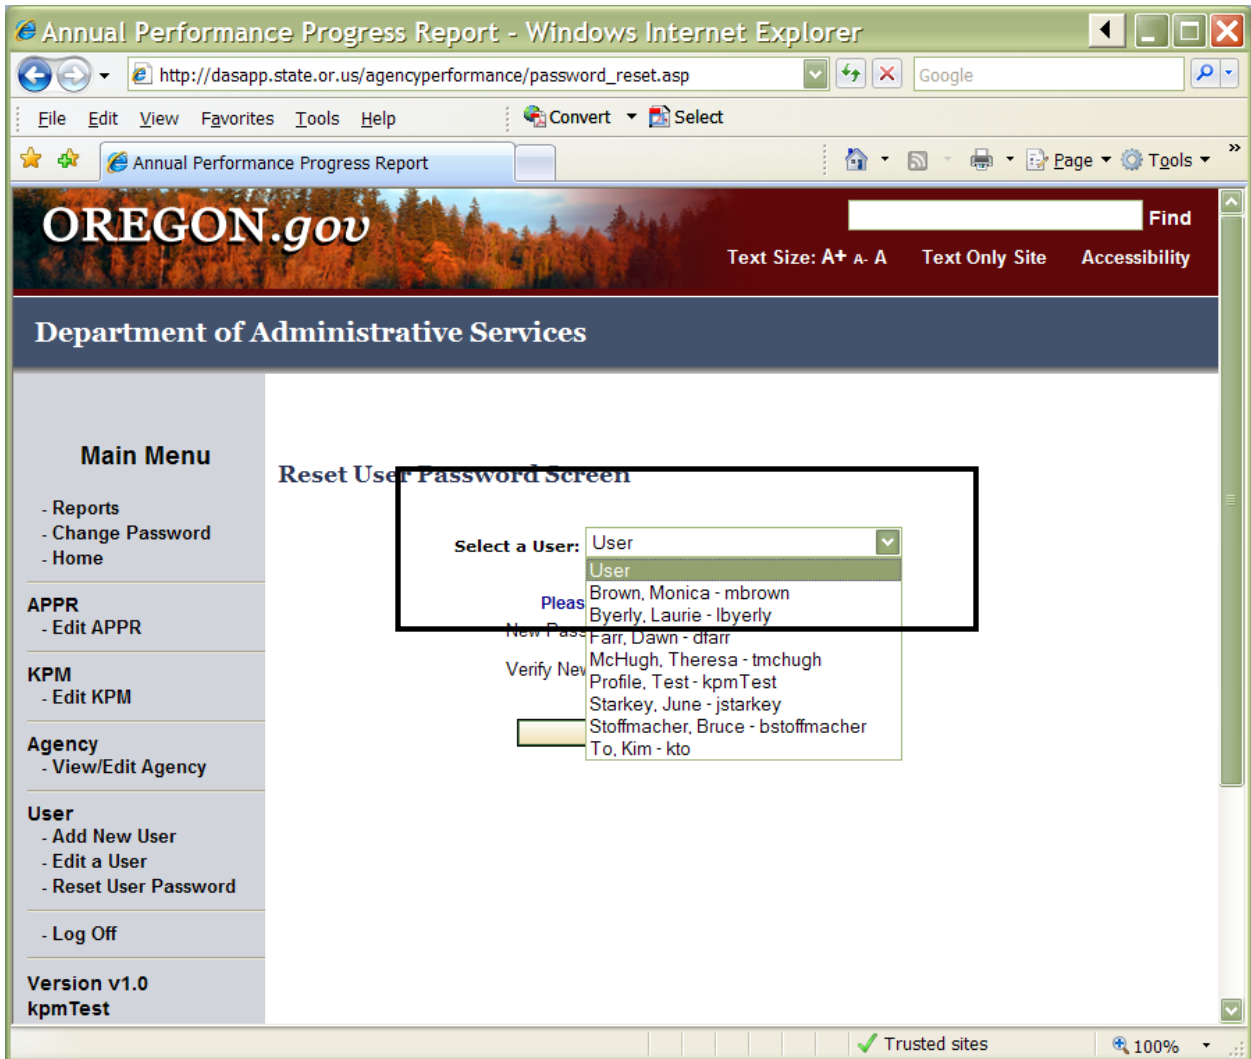 Annual Performance Progress Report - Windows Internet Explorer
http://dasapp.state.or.us/agencyperformance/password_reset.asp
Google
File Edit View Favorites Tools Help Convert Select
Annual Performance Progress Report
Page Tools »
OREGON.gov
Find
Text Size: A+ A- A Text Only Site Accessibility
Department of Administrative Services
Main Menu
- Reports
- Change Password
- Home
APPR
- Edit APPR
KPM
- Edit KPM
Agency
- View/Edit Agency
User
- Add New User
- Edit a User
- Reset User Password
- Log Off
Version v1.0
kpmTest
Reset User Password Screen
Select a User: User
User
Brown, Monica - mbrown
Byerly, Laurie - lbyerly
Farr, Dawn - dfarr
McHugh, Theresa - tmchugh
Profile, Test - kpmTest
Starkey, June - jstarkey
Stoffmacher, Bruce - bstoffmacher
To, Kim - kto
Pleas
New Pass
Verify New
Trusted sites
100%